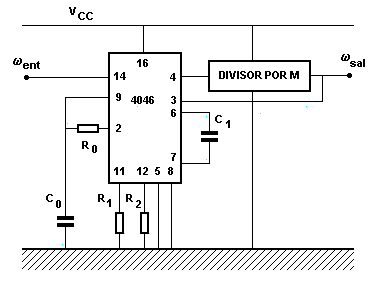 VCC
ωent
ωsal
16
14
4
DIVISOR POR M
9
4046
3
6
2
C1
R0
7
11
12
5
8
R1
R2
C0